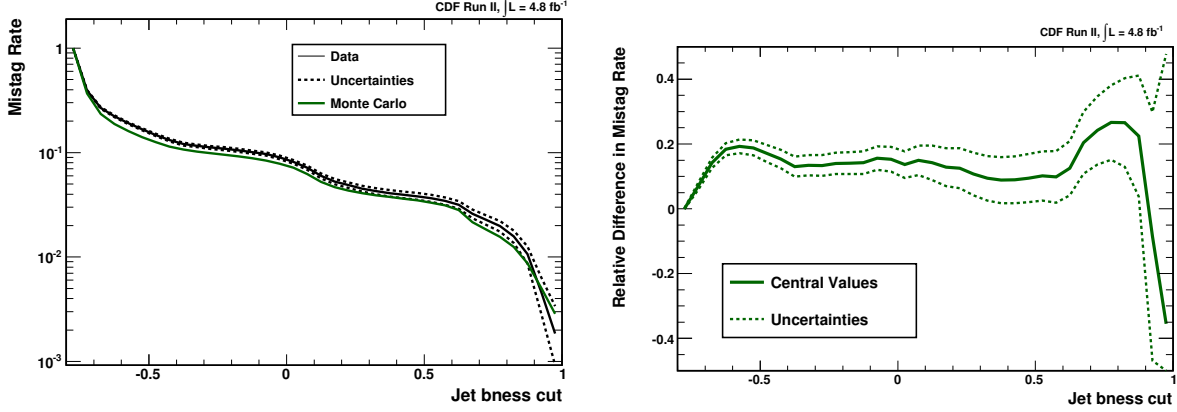 CDF Run II, ∫L = 4.8 fb⁻¹
Mistag Rate
1
10⁻¹
10⁻²
10⁻³
Data
Uncertainties
Monte Carlo
-0.5 0 0.5 1
Jet bness cut
CDF Run II, ∫L = 4.8 fb⁻¹
Relative Difference in Mistag Rate
0.4
0.2
0
-0.2
-0.4
Central Values
Uncertainties
-0.5 0 0.5 1
Jet bness cut